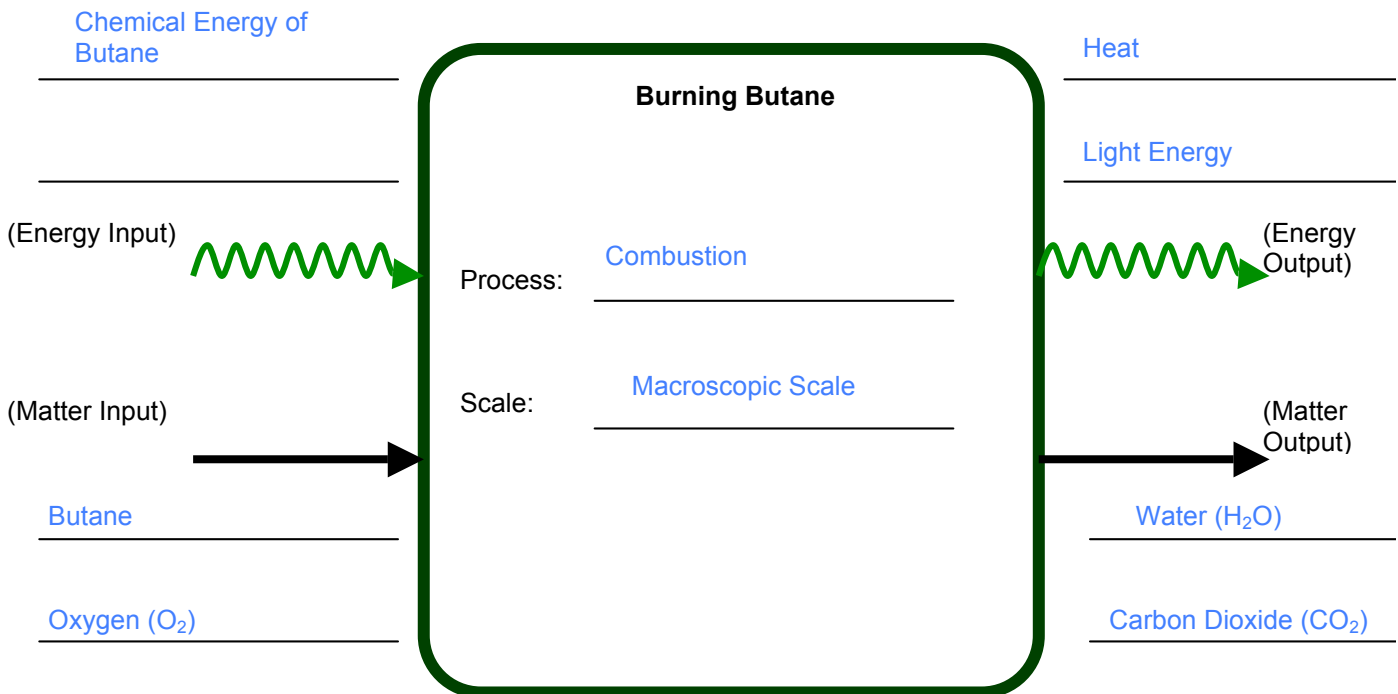 Chemical Energy of
Butane
Burning Butane
Heat
Light Energy
(Energy Input)
Process:
Combustion
(Energy
Output)
Scale:
Macroscopic Scale
(Matter Input)
(Matter
Output)
Butane
Water (H₂O)
Oxygen (O₂)
Carbon Dioxide (CO₂)